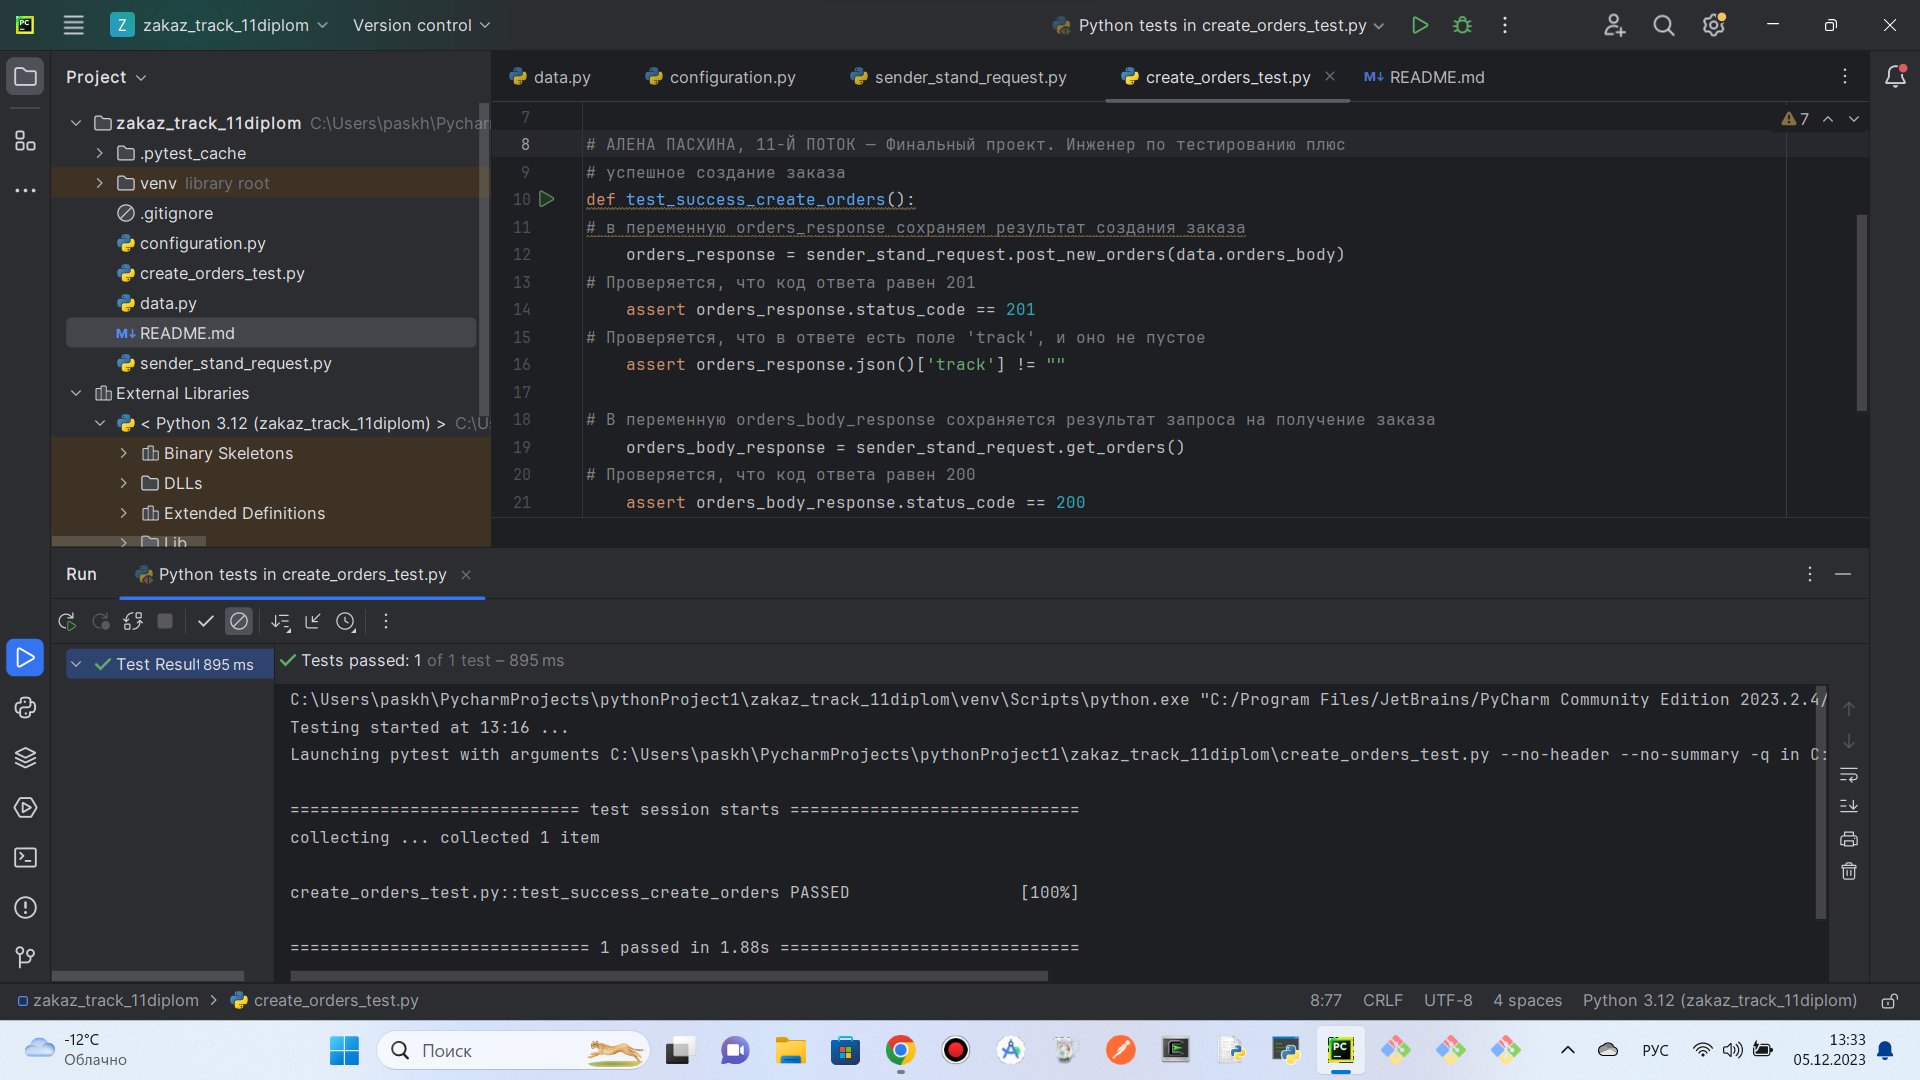 PC
Z zakaz_track_11diplom
Version control
Python tests in create_orders_test.py
Project
data.py
configuration.py
sender_stand_request.py
create_orders_test.py
M↓ README.md
zakaz_track_11diplom C:\Users\paskh\Pychar
.pytest_cache
venv library root
.gitignore
configuration.py
create_orders_test.py
data.py
M↓ README.md
sender_stand_request.py
External Libraries
< Python 3.12 (zakaz_track_11diplom) > C:\U
Binary Skeletons
DLLs
Extended Definitions
Lib
7
7
8 # АЛЕНА ПАСХИНА, 11-Й ПОТОК — Финальный проект. Инженер по тестированию плюс
9 # успешное создание заказа
10 def test_success_create_orders():
11 # в переменную orders_response сохраняем результат создания заказа
12 orders_response = sender_stand_request.post_new_orders(data.orders_body)
13 # Проверяется, что код ответа равен 201
14 assert orders_response.status_code == 201
15 # Проверяется, что в ответе есть поле 'track', и оно не пустое
16 assert orders_response.json()['track'] != ""
17
18 # В переменную orders_body_response сохраняется результат запроса на получение заказа
19 orders_body_response = sender_stand_request.get_orders()
20 # Проверяется, что код ответа равен 200
21 assert orders_body_response.status_code == 200
Run
Python tests in create_orders_test.py
Test Result 895 ms
Tests passed: 1 of 1 test – 895 ms
C:\Users\paskh\PycharmProjects\pythonProject1\zakaz_track_11diplom\venv\Scripts\python.exe "C:/Program Files/JetBrains/PyCharm Community Edition 2023.2.4/
Testing started at 13:16 ...
Launching pytest with arguments C:\Users\paskh\PycharmProjects\pythonProject1\zakaz_track_11diplom\create_orders_test.py --no-header --no-summary -q in C:
============================= test session starts =============================
collecting ... collected 1 item
create_orders_test.py::test_success_create_orders PASSED [100%]
============================== 1 passed in 1.88s ==============================
zakaz_track_11diplom > create_orders_test.py
8:77 CRLF UTF-8 4 spaces Python 3.12 (zakaz_track_11diplom)
-12°C
Облачно
Поиск
PC
РУС
13:33
05.12.2023